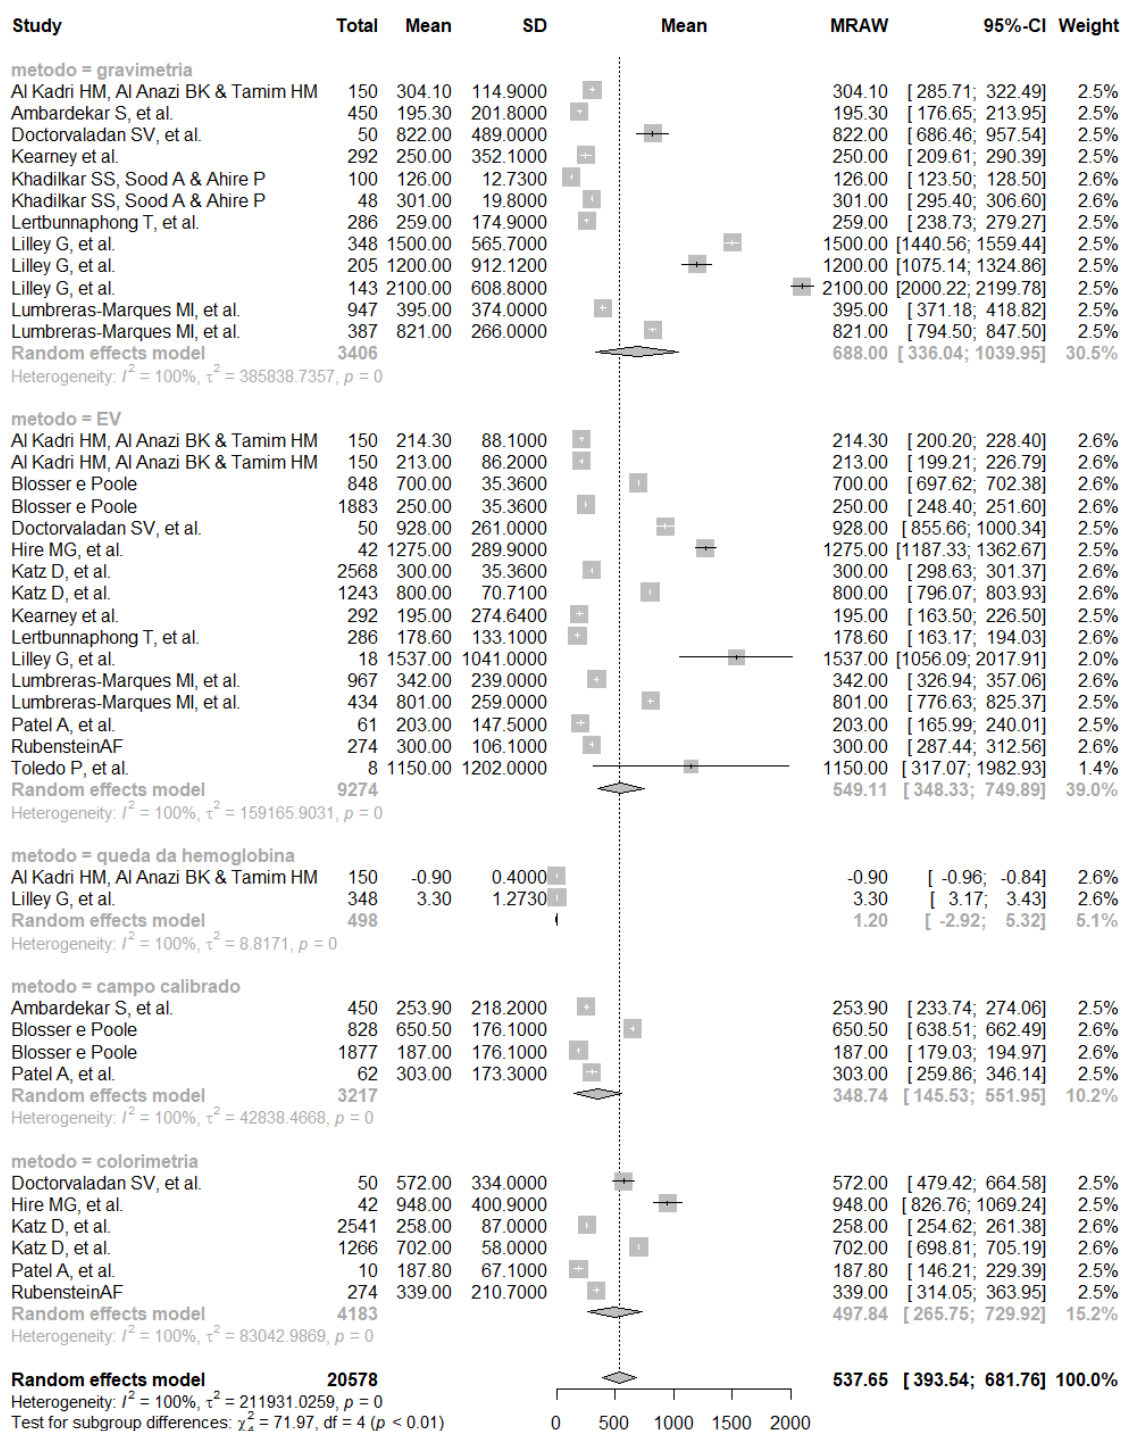 Study Total Mean SD Mean MRAW 95%-CI Weight
metodo = gravimetria
Al Kadri HM, Al Anazi BK & Tamim HM 150 304.10 114.9000 304.10 [285.71; 322.49] 2.5%
Ambardekar S, et al. 450 195.30 201.8000 195.30 [176.65; 213.95] 2.5%
Doctorvaladan SV, et al. 50 822.00 489.0000 822.00 [686.46; 957.54] 2.5%
Kearney et al. 292 250.00 352.1000 250.00 [209.61; 290.39] 2.5%
Khadilkar SS, Sood A & Ahire P 100 126.00 12.7300 126.00 [123.50; 128.50] 2.6%
Khadilkar SS, Sood A & Ahire P 48 301.00 19.8000 301.00 [295.40; 306.60] 2.6%
Lertbunnaphong T, et al. 286 259.00 174.9000 259.00 [238.73; 279.27] 2.5%
Lilley G, et al. 348 1500.00 565.7000 1500.00 [1440.56; 1559.44] 2.5%
Lilley G, et al. 205 1200.00 912.1200 1200.00 [1075.14; 1324.86] 2.5%
Lilley G, et al. 143 2100.00 608.8000 2100.00 [2000.22; 2199.78] 2.5%
Lumbreras-Marques MI, et al. 947 395.00 374.0000 395.00 [371.18; 418.82] 2.5%
Lumbreras-Marques MI, et al. 387 821.00 266.0000 821.00 [794.50; 847.50] 2.5%
Random effects model 3406 688.00 [336.04; 1039.95] 30.5%
Heterogeneity: I² = 100%, τ² = 385838.7357, p = 0
metodo = EV
Al Kadri HM, Al Anazi BK & Tamim HM 150 214.30 88.1000 214.30 [200.20; 228.40] 2.6%
Al Kadri HM, Al Anazi BK & Tamim HM 150 213.00 86.2000 213.00 [199.21; 226.79] 2.6%
Blosser e Poole 848 700.00 35.3600 700.00 [697.62; 702.38] 2.6%
Blosser e Poole 1883 250.00 35.3600 250.00 [248.40; 251.60] 2.6%
Doctorvaladan SV, et al. 50 928.00 261.0000 928.00 [855.66; 1000.34] 2.5%
Hire MG, et al. 42 1275.00 289.9000 1275.00 [1187.33; 1362.67] 2.5%
Katz D, et al. 2568 300.00 35.3600 300.00 [298.63; 301.37] 2.6%
Katz D, et al. 1243 800.00 70.7100 800.00 [796.07; 803.93] 2.6%
Kearney et al. 292 195.00 274.6400 195.00 [163.50; 226.50] 2.5%
Lertbunnaphong T, et al. 286 178.60 133.1000 178.60 [163.17; 194.03] 2.6%
Lilley G, et al. 18 1537.00 1041.0000 1537.00 [1056.09; 2017.91] 2.0%
Lumbreras-Marques MI, et al. 967 342.00 239.0000 342.00 [326.94; 357.06] 2.6%
Lumbreras-Marques MI, et al. 434 801.00 259.0000 801.00 [776.63; 825.37] 2.5%
Patel A, et al. 61 203.00 147.5000 203.00 [165.99; 240.01] 2.5%
RubensteinAF 274 300.00 106.1000 300.00 [287.44; 312.56] 2.6%
Toledo P, et al. 8 1150.00 1202.0000 1150.00 [317.07; 1982.93] 1.4%
Random effects model 9274 549.11 [348.33; 749.89] 39.0%
Heterogeneity: I² = 100%, τ² = 159165.9031, p = 0
metodo = queda da hemoglobina
Al Kadri HM, Al Anazi BK & Tamim HM 150 -0.90 0.4000 -0.90 [-0.96; -0.84] 2.6%
Lilley G, et al. 348 3.30 1.2730 3.30 [3.17; 3.43] 2.6%
Random effects model 498 1.20 [-2.92; 5.32] 5.1%
Heterogeneity: I² = 100%, τ² = 8.8171, p = 0
metodo = campo calibrado
Ambardekar S, et al. 450 253.90 218.2000 253.90 [233.74; 274.06] 2.5%
Blosser e Poole 828 650.50 176.1000 650.50 [638.51; 662.49] 2.6%
Blosser e Poole 1877 187.00 176.1000 187.00 [179.03; 194.97] 2.6%
Patel A, et al. 62 303.00 173.3000 303.00 [259.86; 346.14] 2.5%
Random effects model 3217 348.74 [145.53; 551.95] 10.2%
Heterogeneity: I² = 100%, τ² = 42838.4668, p = 0
metodo = colorimetria
Doctorvaladan SV, et al. 50 572.00 334.0000 572.00 [479.42; 664.58] 2.5%
Hire MG, et al. 42 948.00 400.9000 948.00 [826.76; 1069.24] 2.5%
Katz D, et al. 2541 258.00 87.0000 258.00 [254.62; 261.38] 2.6%
Katz D, et al. 1266 702.00 58.0000 702.00 [698.81; 705.19] 2.6%
Patel A, et al. 10 187.80 67.1000 187.80 [146.21; 229.39] 2.5%
RubensteinAF 274 339.00 210.7000 339.00 [314.05; 363.95] 2.5%
Random effects model 4183 497.84 [265.75; 729.92] 15.2%
Heterogeneity: I² = 100%, τ² = 83042.9869, p = 0
Random effects model 20578 537.65 [393.54; 681.76] 100.0%
Heterogeneity: I² = 100%, τ² = 211931.0259, p = 0
Test for subgroup differences: χ²₄ = 71.97, df = 4 (p < 0.01)
0 500 1000 1500 2000